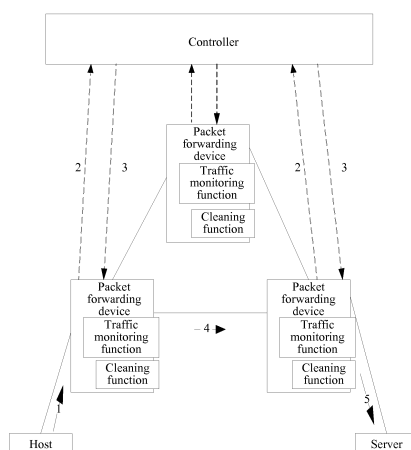 Controller
Packet
forwarding
device
Traffic
monitoring
function
Cleaning
function
2
3
2
3
Packet
forwarding
device
Traffic
monitoring
function
Cleaning
function
Packet
forwarding
device
Traffic
monitoring
function
Cleaning
function
4
1
5
Host
Server